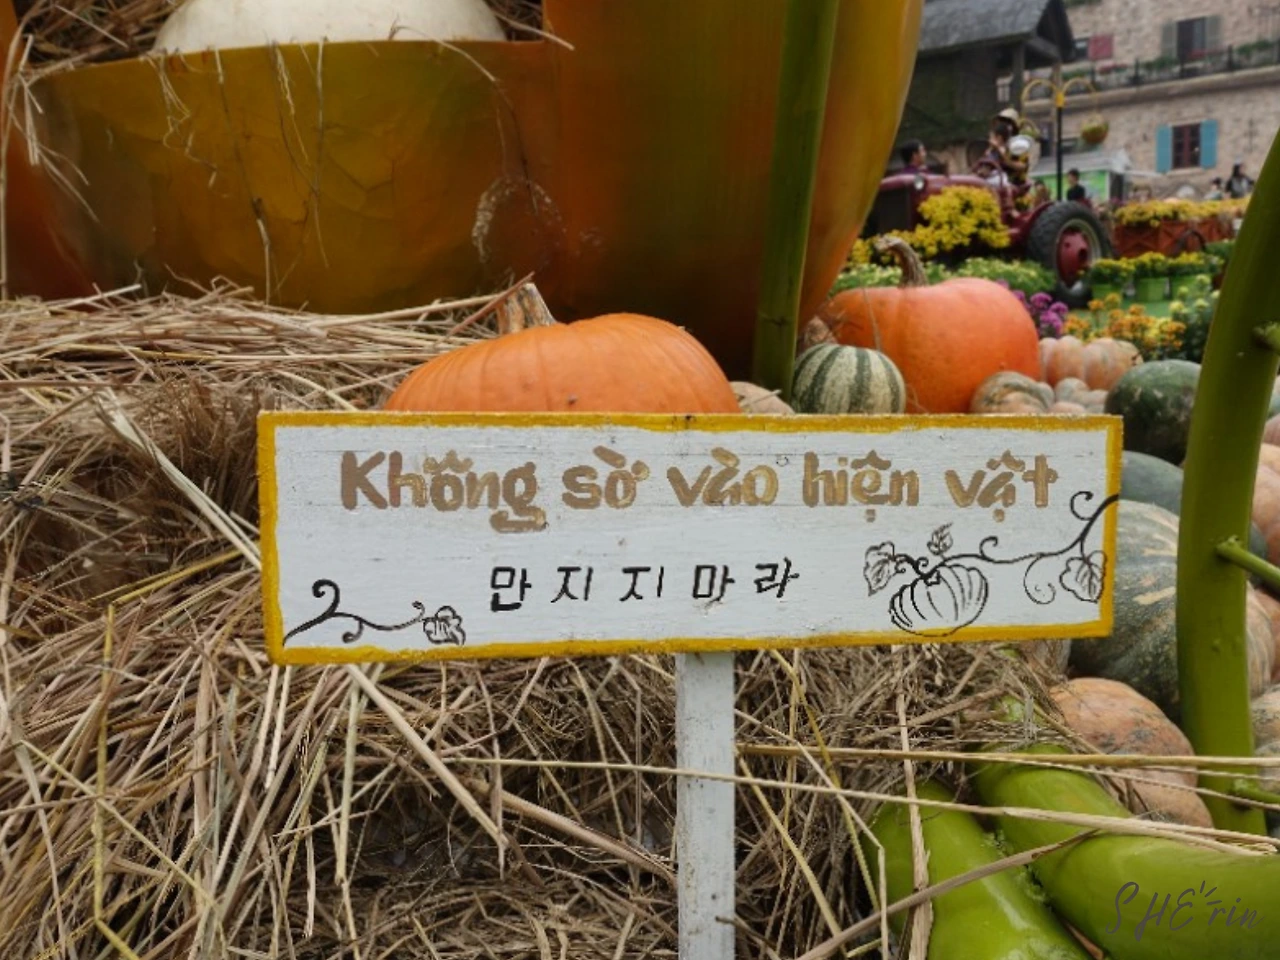 Không sờ vào hiện vật
만지지마라
SHE'rin